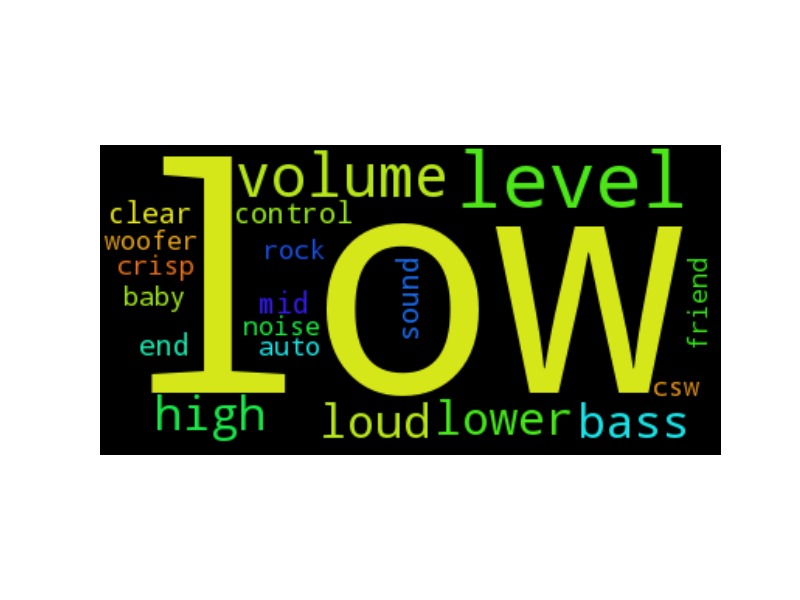 volume
level
clear
control
woofer
rock
crisp
low
sound
friend
baby
mid
noise
end
auto
csw
high
loud
lower
bass